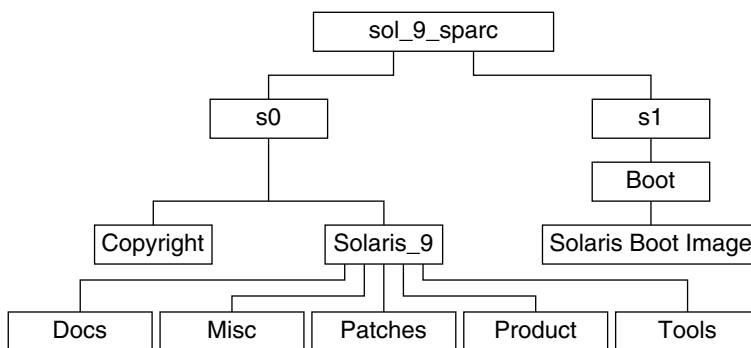 sol_9_sparc
s0
s1
Boot
Copyright
Solaris_9
Solaris Boot Image
Docs
Misc
Patches
Product
Tools